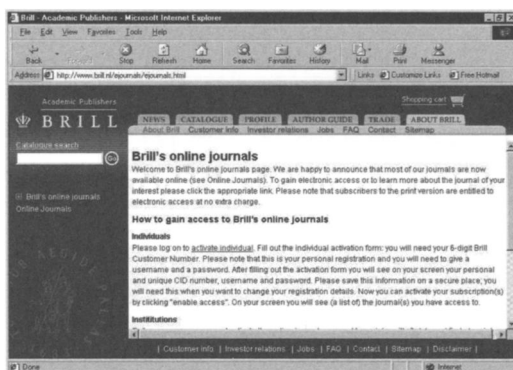 Brill - Academic Publishers - Microsoft Internet Explorer
File Edit View Favorites Tools Help
Back Stop Refresh Home Search Favorites History Mail Print Messenger
Address http://www.brill.nl/ejournals/ejournals.html Links Customize Links Free Hotmail
Academic Publishers
BRILL
Shopping cart
NEWS CATALOGUE PROFILE AUTHOR GUIDE TRADE ABOUT BRILL
About Brill Customer info Investor relations Jobs FAQ Contact Sitemap
Catalogue search
Go
Brill's online journals
Online Journals
Brill's online journals
Welcome to Brill's online journals page. We are happy to announce that most of our journals are now
available online (see Online Journals). To gain electronic access or to learn more about the journal of your
interest please click the appropriate link. Please note that subscribers to the print version are entitled to
electronic access at no extra charge.
How to gain access to Brill's online journals
Individuals
Please log on to activate individual. Fill out the individual activation form: you will need your 6-digit Brill
Customer Number. Please note that this is your personal registration and you will need to give a
username and a password. After filling out the activation form you will see on your screen your personal
and unique CID number, username and password. Please save this information on a secure place, you
will need this when you want to change your registration details. Now you can activate your subscription(s)
by clicking "enable access". On your screen you will see (a list of) the journal(s) you have access to.
Institutions
| Customer info | Investor relations | Jobs | FAQ | Contact | Sitemap | Disclaimer |
Done Internet